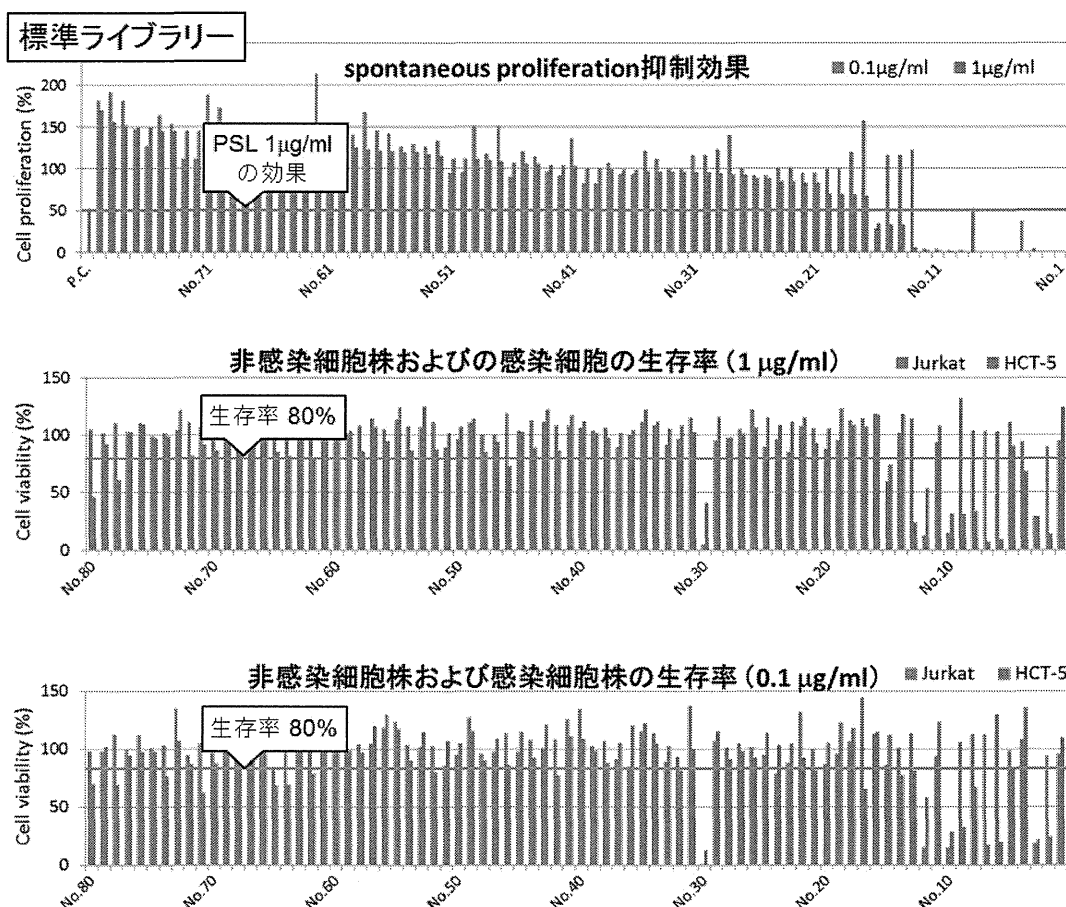 標準ライブラリー
spontaneous proliferation抑制効果
0.1μg/ml
1μg/ml
Cell proliferation (%)
200
150
100
50
0
PSL 1μg/ml
の効果
P.C.
No.71
No.61
No.51
No.41
No.31
No.21
No.11
No.1
非感染細胞株およびの感染細胞の生存率(1 μg/ml)
Jurkat
HCT-5
Cell viability (%)
150
100
50
0
生存率 80%
No.80
No.70
No.60
No.50
No.40
No.30
No.20
No.10
非感染細胞株および感染細胞株の生存率(0.1 μg/ml)
Jurkat
HCT-5
Cell viability (%)
150
100
50
0
生存率 80%
No.80
No.70
No.60
No.50
No.40
No.30
No.20
No.10